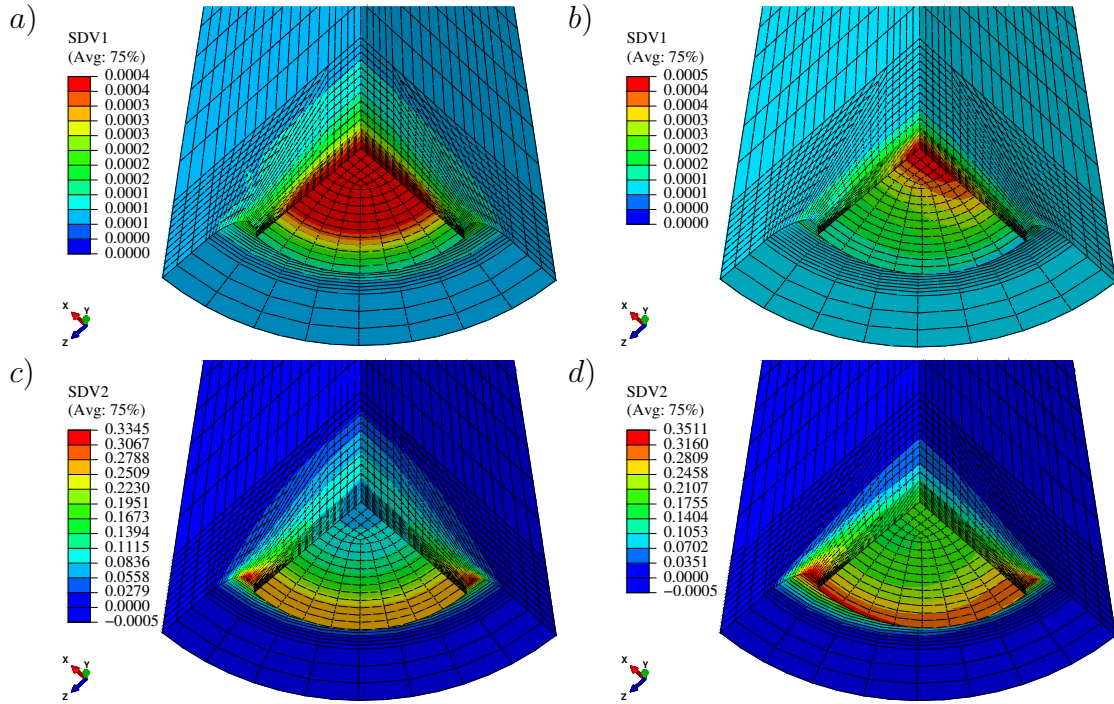 a)
SDV1
(Avg: 75%)
0.0004
0.0004
0.0003
0.0003
0.0003
0.0002
0.0002
0.0002
0.0001
0.0001
0.0001
0.0000
0.0000
X
Y
Z
b)
SDV1
(Avg: 75%)
0.0005
0.0004
0.0004
0.0003
0.0003
0.0002
0.0002
0.0001
0.0001
0.0000
0.0000
X
Y
Z
c)
SDV2
(Avg: 75%)
0.3345
0.3067
0.2788
0.2509
0.2230
0.1951
0.1673
0.1394
0.1115
0.0836
0.0558
0.0279
0.0000
−0.0005
X
Y
Z
d)
SDV2
(Avg: 75%)
0.3511
0.3160
0.2809
0.2458
0.2107
0.1755
0.1404
0.1053
0.0702
0.0351
0.0000
−0.0005
X
Y
Z